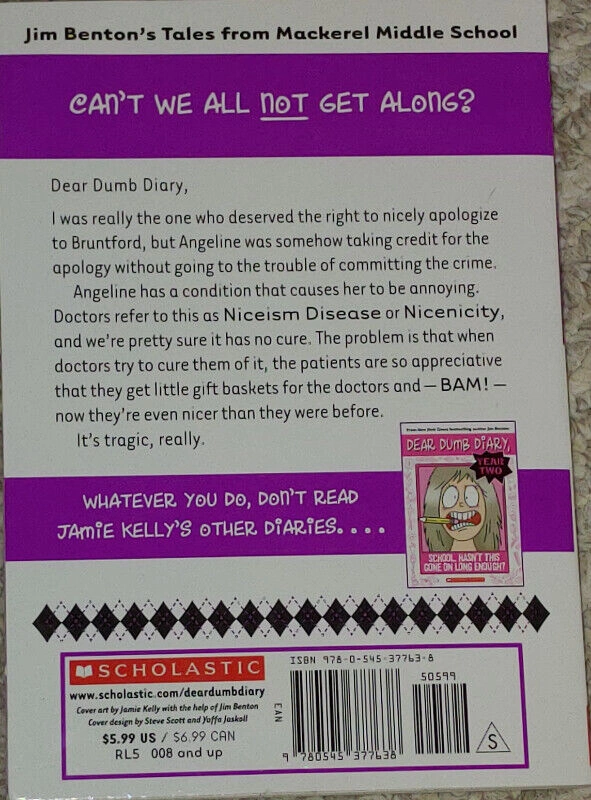 Jim Benton's Tales from Mackerel Middle School
CAN'T WE ALL NOT GET ALONG?
Dear Dumb Diary,
I was really the one who deserved the right to nicely apologize
to Bruntford, but Angeline was somehow taking credit for the
apology without going to the trouble of committing the crime.
Angeline has a condition that causes her to be annoying.
Doctors refer to this as Niceism Disease or Nicenicity,
and we're pretty sure it has no cure. The problem is that when
doctors try to cure them of it, the patients are so appreciative
that they get little gift baskets for the doctors and — BAM! —
now they're even nicer than they were before.
It's tragic, really.
WHATEVER YOU DO, DON'T READ
JAMIE KELLY'S OTHER DIARIES. . . .
From New York Times bestselling author Jim Benton
DEAR DUMB DIARY,
YEAR
TWO
SCHOOL. HASN'T THIS
GONE ON LONG ENOUGH?
SCHOLASTIC
www.scholastic.com/deardumbdiary
Cover art by Jamie Kelly with the help of Jim Benton
Cover design by Steve Scott and Yaffa Jaskoll
$5.99 US / $6.99 CAN
RL5 008 and up
EAN
ISBN 978-0-545-37763-8
50599
9 780545 377638
S